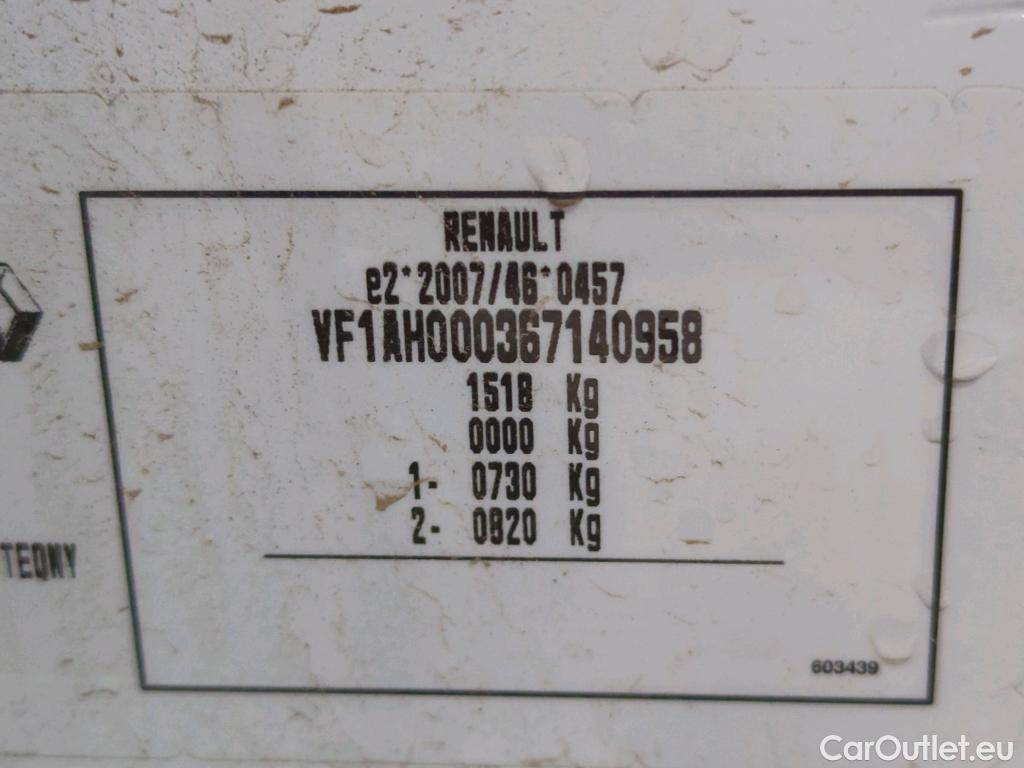 RENAULT
e2*2007/46*0457
VF1AH000367140958
1518 Kg
0000 Kg
1- 0730 Kg
2- 0820 Kg
TEQNY
603439
CarOutlet.eu